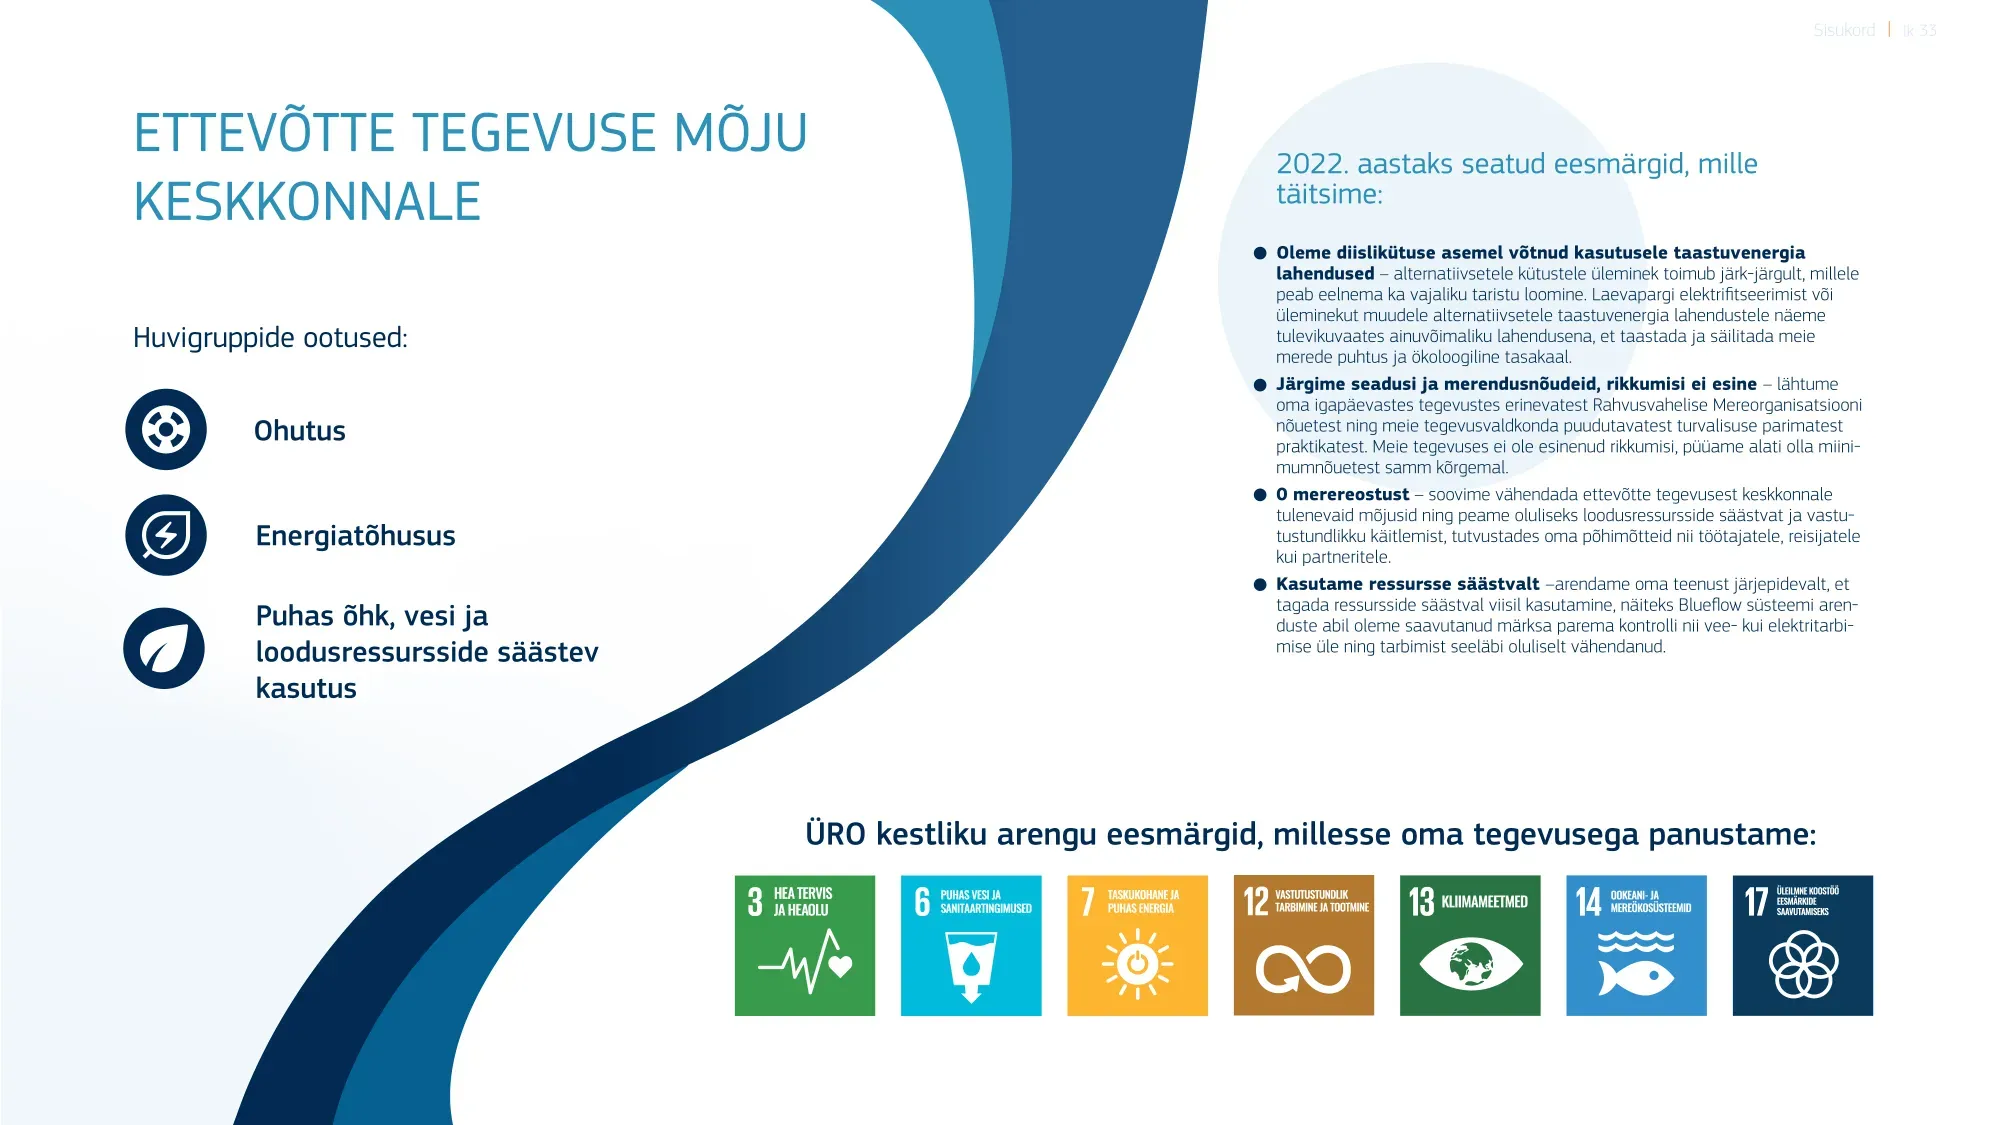 Sisukord | lk 33
ETTEVÕTTE TEGEVUSE MÕJU
KESKKONNALE
Huvigruppide ootused:
Ohutus
Energiatõhusus
Puhas õhk, vesi ja
loodusressursside säästev
kasutus
2022. aastaks seatud eesmärgid, mille
täitsime:
● Oleme diislikütuse asemel võtnud kasutusele taastuvenergia
lahendused – alternatiivsetele kütustele üleminek toimub järk-järgult, millele
peab eelnema ka vajaliku taristu loomine. Laevapargi elektrifitseerimist või
üleminekut muudele alternatiivsetele taastuvenergia lahendustele näeme
tulevikuvaates ainuvõimaliku lahendusena, et taastada ja säilitada meie
merede puhtus ja ökoloogiline tasakaal.
● Järgime seadusi ja merendusnõudeid, rikkumisi ei esine – lähtume
oma igapäevastes tegevustes erinevatest Rahvusvahelise Mereorganisatsiooni
nõuetest ning meie tegevusvaldkonda puudutavatest turvalisuse parimatest
praktikatest. Meie tegevuses ei ole esinenud rikkumisi, püüame alati olla miini-
mumnõuetest samm kõrgemal.
● 0 merereostust – soovime vähendada ettevõtte tegevusest keskkonnale
tulenevaid mõjusid ning peame oluliseks loodusressursside säästvat ja vastu-
tustundlikku käitlemist, tutvustades oma põhimõtteid nii töötajatele, reisijatele
kui partneritele.
● Kasutame ressursse säästvalt –arendame oma teenust järjepidevalt, et
tagada ressursside säästval viisil kasutamine, näiteks Blueflow süsteemi aren-
duste abil oleme saavutanud märksa parema kontrolli nii vee- kui elektritarbi-
mise üle ning tarbimist seeläbi oluliselt vähendanud.
ÜRO kestliku arengu eesmärgid, millesse oma tegevusega panustame:
3 HEA TERVIS
JA HEAOLU
6 PUHAS VESI JA
SANITAARTINGIMUSED
7 TASKUKOHANE JA
PUHAS ENERGIA
12 VASTUTUSTUNDLIK
TARBIMINE JA TOOTMINE
13 KLIIMAMEETMED
14 OOKEANI- JA
MEREÖKOSÜSTEEMID
17 ÜLEILMNE KOOSTÖÖ
EESMÄRKIDE
SAAVUTAMISEKS